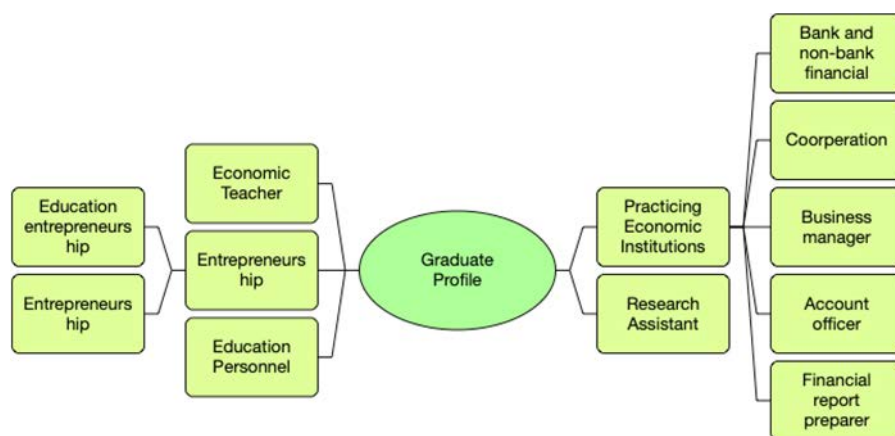 Education
entrepreneurs
hip
Entrepreneurs
hip
Economic
Teacher
Entrepreneurs
hip
Education
Personnel
Graduate
Profile
Practicing
Economic
Institutions
Research
Assistant
Bank and
non-bank
financial
Coorperation
Business
manager
Account
officer
Financial
report
preparer